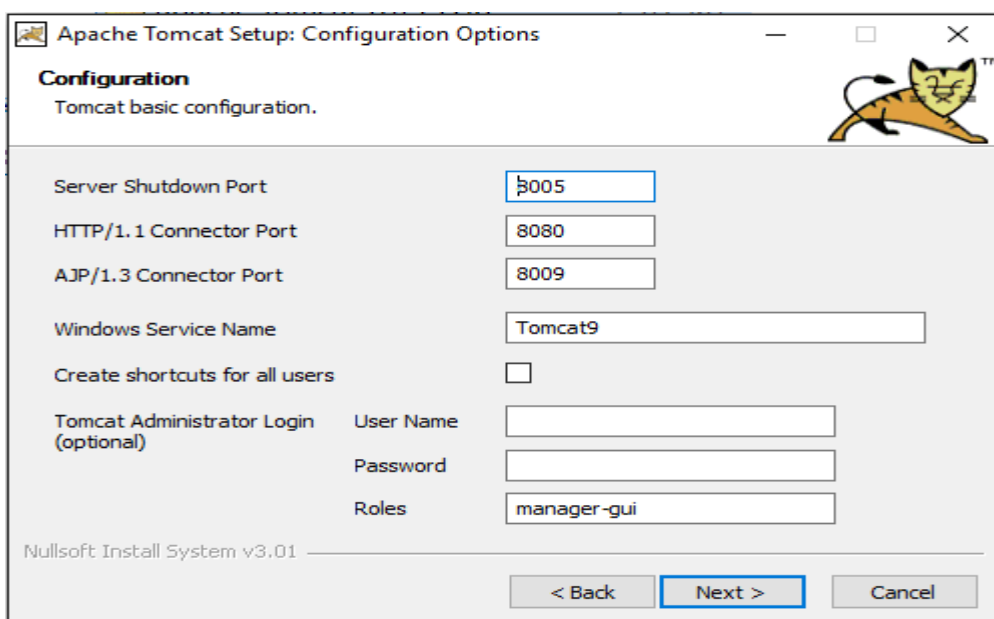 Apache Tomcat Setup: Configuration Options
Configuration
Tomcat basic configuration.
TM
Server Shutdown Port 8005
HTTP/1.1 Connector Port 8080
AJP/1.3 Connector Port 8009
Windows Service Name Tomcat9
Create shortcuts for all users
Tomcat Administrator Login User Name
(optional)
Password
Roles manager-gui
Nullsoft Install System v3.01
< Back Next > Cancel